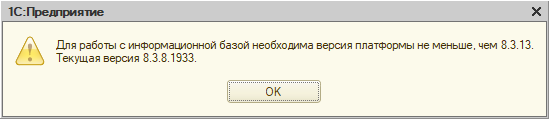 1С:Предприятие
Для работы с информационной базой необходима версия платформы не меньше, чем 8.3.13.
Текущая версия 8.3.8.1933.
OK